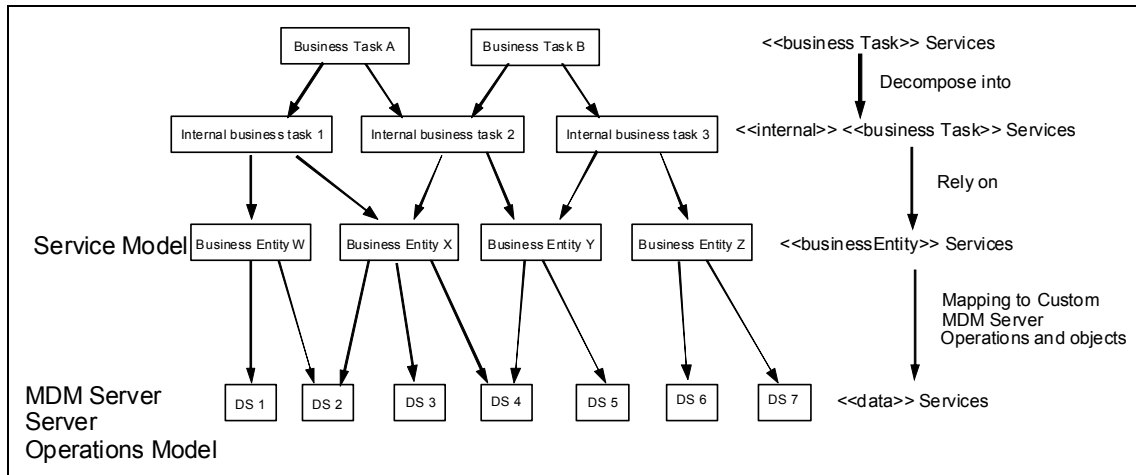 Business Task A
Business Task B
<<business Task>> Services
Decompose into
Internal business task 1
Internal business task 2
Internal business task 3
<<internal>> <<business Task>> Services
Rely on
Service Model
Business Entity W
Business Entity X
Business Entity Y
Business Entity Z
<<businessEntity>> Services
Mapping to Custom
MDM Server
Operations and objects
MDM Server
Server
Operations Model
DS 1
DS 2
DS 3
DS 4
DS 5
DS 6
DS 7
<<data>> Services